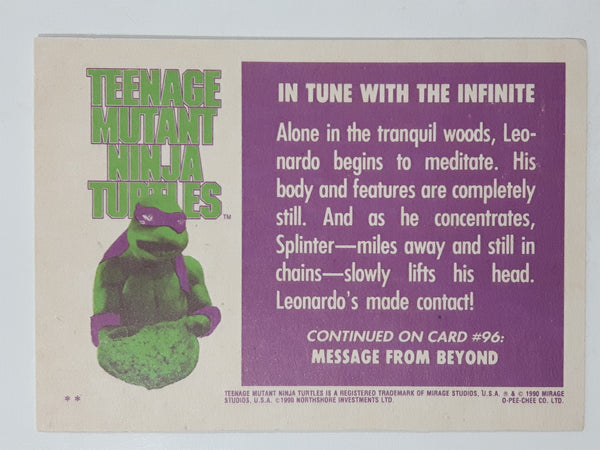 TEENAGE
MUTANT
NINJA
TURTLES™
IN TUNE WITH THE INFINITE
Alone in the tranquil woods, Leo-
nardo begins to meditate. His
body and features are completely
still. And as he concentrates,
Splinter—miles away and still in
chains—slowly lifts his head.
Leonardo's made contact!
CONTINUED ON CARD #96:
MESSAGE FROM BEYOND
* *
TEENAGE MUTANT NINJA TURTLES IS A REGISTERED TRADEMARK OF MIRAGE STUDIOS, U.S.A. ® & © 1990 MIRAGE
STUDIOS, U.S.A. ©1990 NORTHSHORE INVESTMENTS LTD. O-PEE-CHEE CO. LTD.